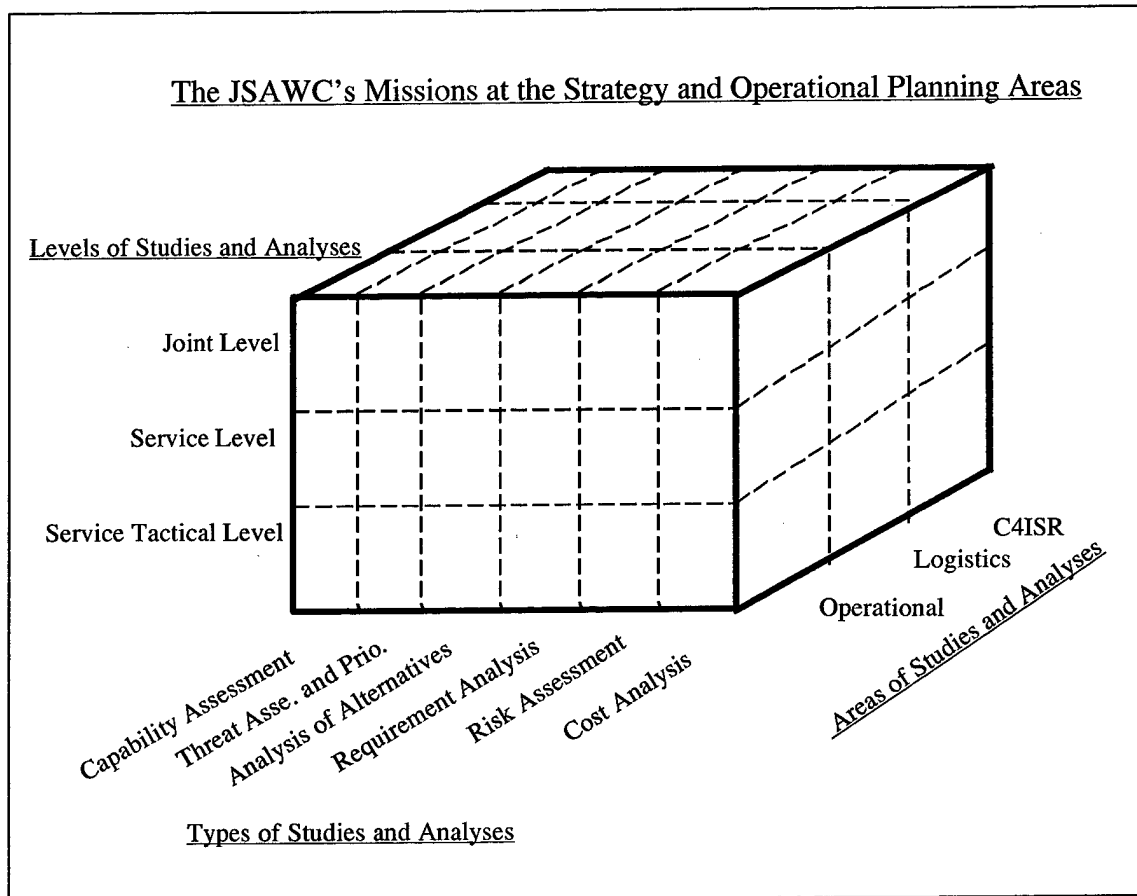 The JSAWC's Missions at the Strategy and Operational Planning Areas
Levels of Studies and Analyses
Joint Level
Service Level
Service Tactical Level
Capability Assessment
Threat Asse. and Prio.
Analysis of Alternatives
Requirement Analysis
Risk Assessment
Cost Analysis
Types of Studies and Analyses
Operational
Logistics
C4ISR
Areas of Studies and Analyses